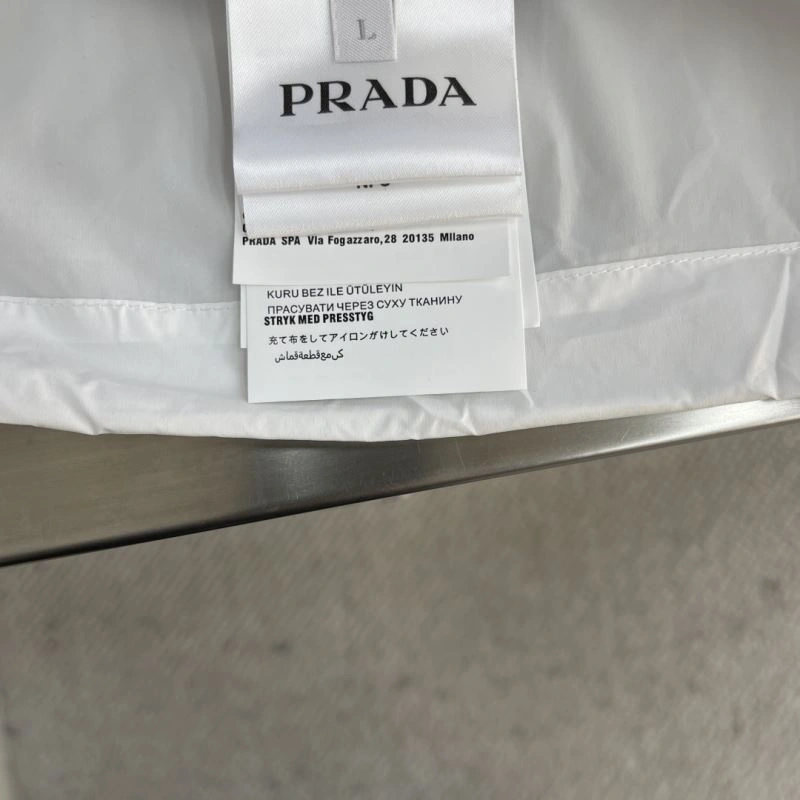 L
PRADA
PRADA SPA Via Fogazzaro,28 20135 Milano
KURU BEZ ILE ÜTÜLEYIN
ПРАСУВАТИ ЧЕРЕЗ СУХУ ТКАНИНУ
STRYK MED PRESSTYG
充て布をしてアイロンがけしてください
كي مع قطعة قماش